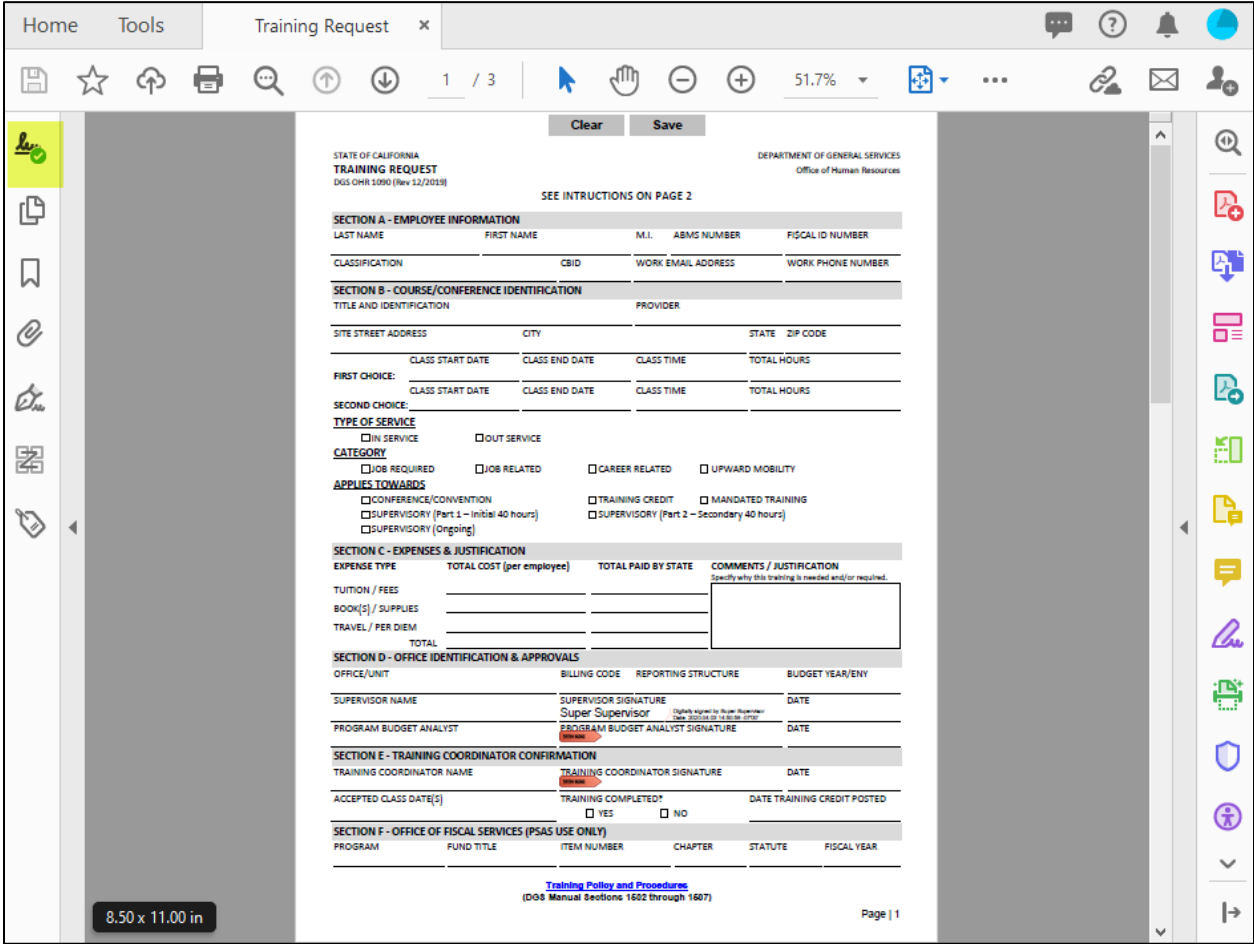 Home Tools Training Request ×
1 / 3 51.7%
Clear Save
STATE OF CALIFORNIA DEPARTMENT OF GENERAL SERVICES
TRAINING REQUEST Office of Human Resources
DGS OHR 1090 (Rev 12/2019)
SEE INTRUCTIONS ON PAGE 2
SECTION A - EMPLOYEE INFORMATION
LAST NAME FIRST NAME M.I. ABMS NUMBER FI$CAL ID NUMBER
CLASSIFICATION CBID WORK EMAIL ADDRESS WORK PHONE NUMBER
SECTION B - COURSE/CONFERENCE IDENTIFICATION
TITLE AND IDENTIFICATION PROVIDER
SITE STREET ADDRESS CITY STATE ZIP CODE
CLASS START DATE CLASS END DATE CLASS TIME TOTAL HOURS
FIRST CHOICE:
CLASS START DATE CLASS END DATE CLASS TIME TOTAL HOURS
SECOND CHOICE:
TYPE OF SERVICE
IN SERVICE OUT SERVICE
CATEGORY
JOB REQUIRED JOB RELATED CAREER RELATED UPWARD MOBILITY
APPLIES TOWARDS
CONFERENCE/CONVENTION TRAINING CREDIT MANDATED TRAINING
SUPERVISORY (Part 1 – Initial 40 hours) SUPERVISORY (Part 2 – Secondary 40 hours)
SUPERVISORY (Ongoing)
SECTION C - EXPENSES & JUSTIFICATION
EXPENSE TYPE TOTAL COST (per employee) TOTAL PAID BY STATE COMMENTS / JUSTIFICATION
Specify why this training is needed and/or required.
TUITION / FEES
BOOK(S) / SUPPLIES
TRAVEL / PER DIEM
TOTAL
SECTION D - OFFICE IDENTIFICATION & APPROVALS
OFFICE/UNIT BILLING CODE REPORTING STRUCTURE BUDGET YEAR/ENY
SUPERVISOR NAME SUPERVISOR SIGNATURE DATE
Super Supervisor Digitally signed by Super Supervisor
PROGRAM BUDGET ANALYST PROGRAM BUDGET ANALYST SIGNATURE DATE
SECTION E - TRAINING COORDINATOR CONFIRMATION
TRAINING COORDINATOR NAME TRAINING COORDINATOR SIGNATURE DATE
ACCEPTED CLASS DATE(S) TRAINING COMPLETED? DATE TRAINING CREDIT POSTED
YES NO
SECTION F - OFFICE OF FISCAL SERVICES (PSAS USE ONLY)
PROGRAM FUND TITLE ITEM NUMBER CHAPTER STATUTE FISCAL YEAR
Training Policy and Procedures
(DGS Manual Sections 1602 through 1607)
Page | 1
8.50 x 11.00 in